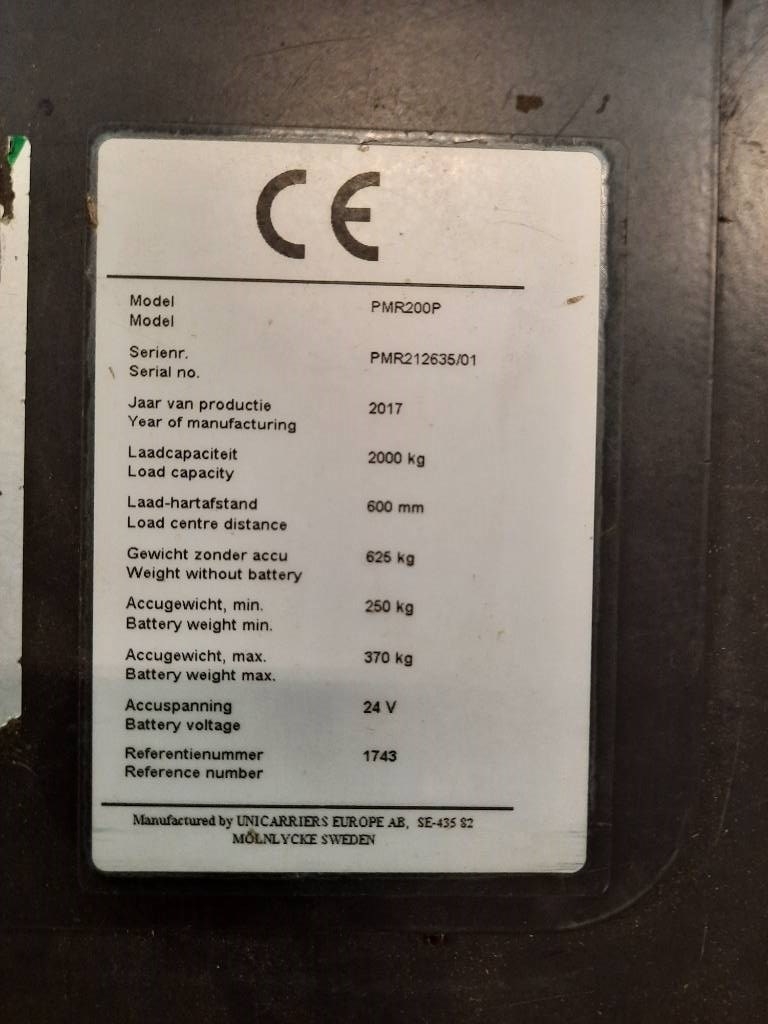 CE
Model PMR200P
Model
Serienr. PMR212635/01
Serial no.
Jaar van productie 2017
Year of manufacturing
Laadcapaciteit 2000 kg
Load capacity
Laad-hartafstand 600 mm
Load centre distance
Gewicht zonder accu 625 kg
Weight without battery
Accugewicht, min. 250 kg
Battery weight min.
Accugewicht, max. 370 kg
Battery weight max.
Accuspanning 24 V
Battery voltage
Referentienummer 1743
Reference number
Manufactured by UNICARRIERS EUROPE AB, SE-435 82
MÖLNLYCKE SWEDEN